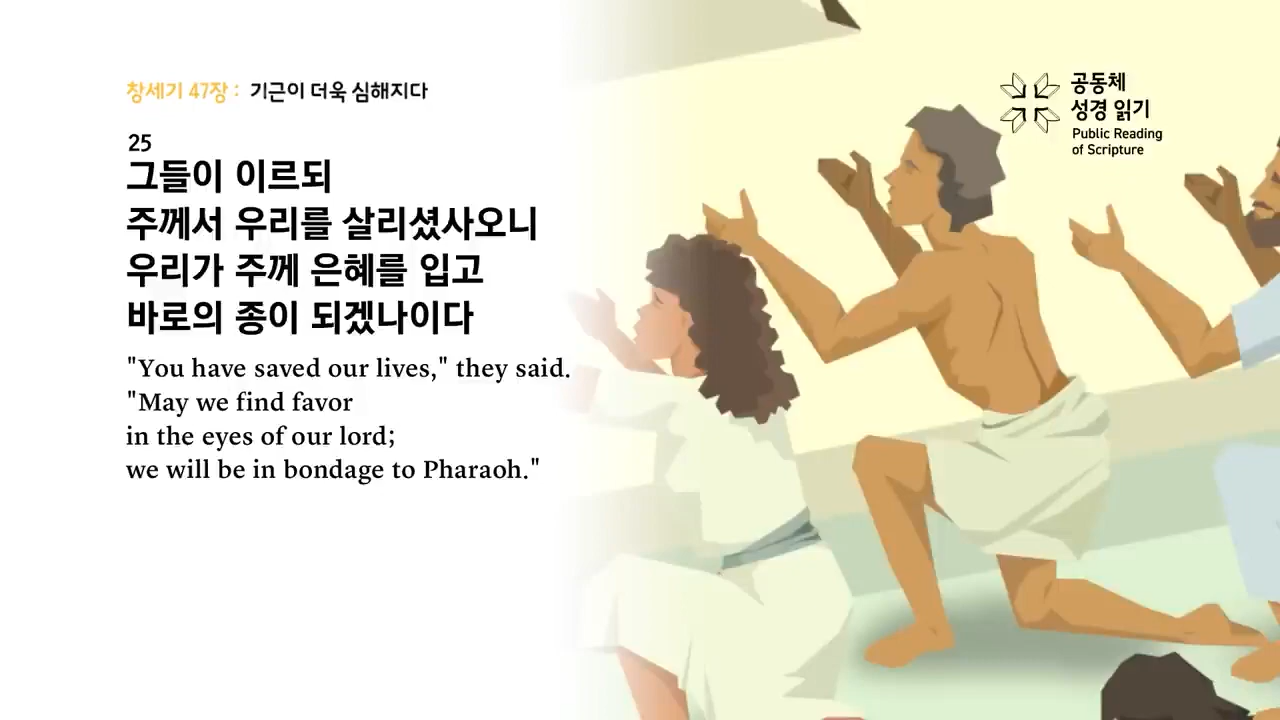 창세기 47장 : 기근이 더욱 심해지다
25
그들이 이르되
주께서 우리를 살리셨사오니
우리가 주께 은혜를 입고
바로의 종이 되겠나이다
"You have saved our lives," they said.
"May we find favor
in the eyes of our lord;
we will be in bondage to Pharaoh."
공동체
성경 읽기
Public Reading
of Scripture